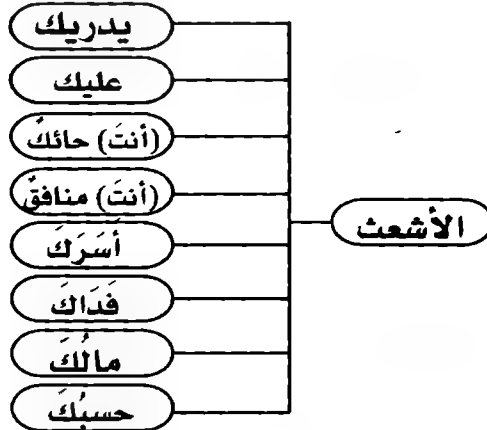 يدريك
عليك
(أنتَ) حائكٌ
(أنتَ) منافقٌ
الأشعث
أَسَرَكَ
فَدَاكَ
مالُكَ
حسبُكَ